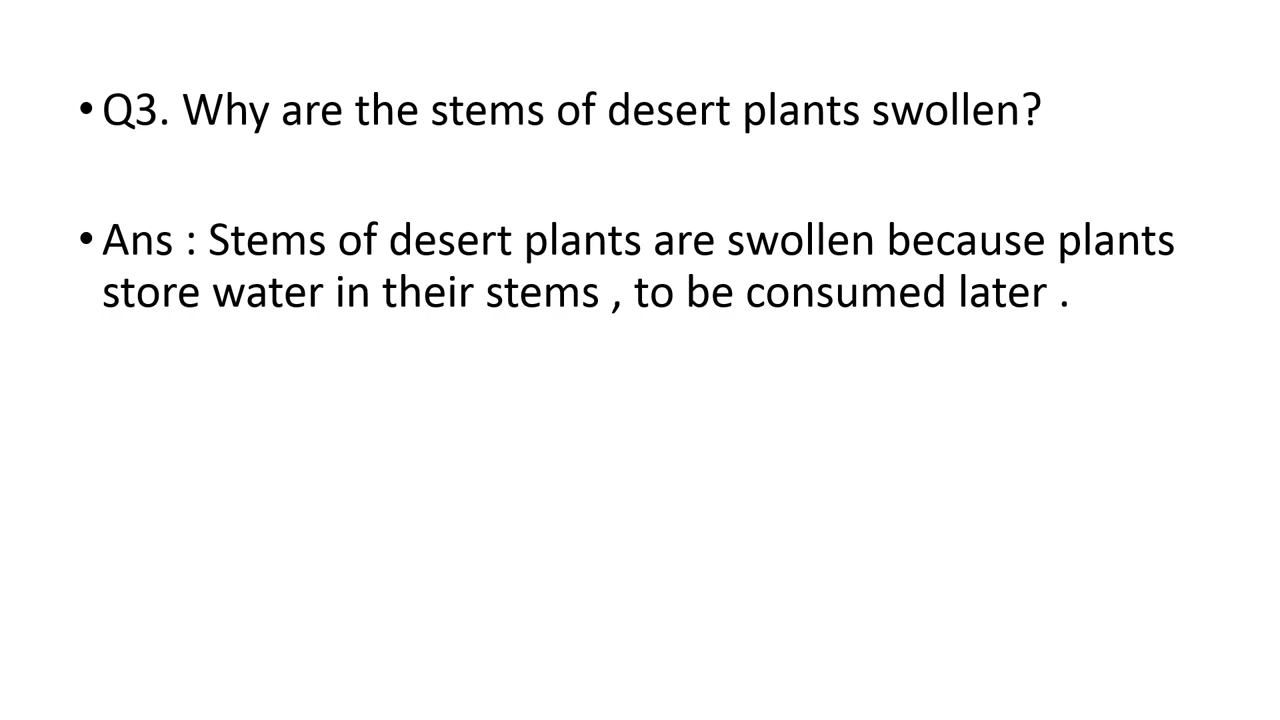 • Q3. Why are the stems of desert plants swollen?
• Ans : Stems of desert plants are swollen because plants
store water in their stems , to be consumed later .